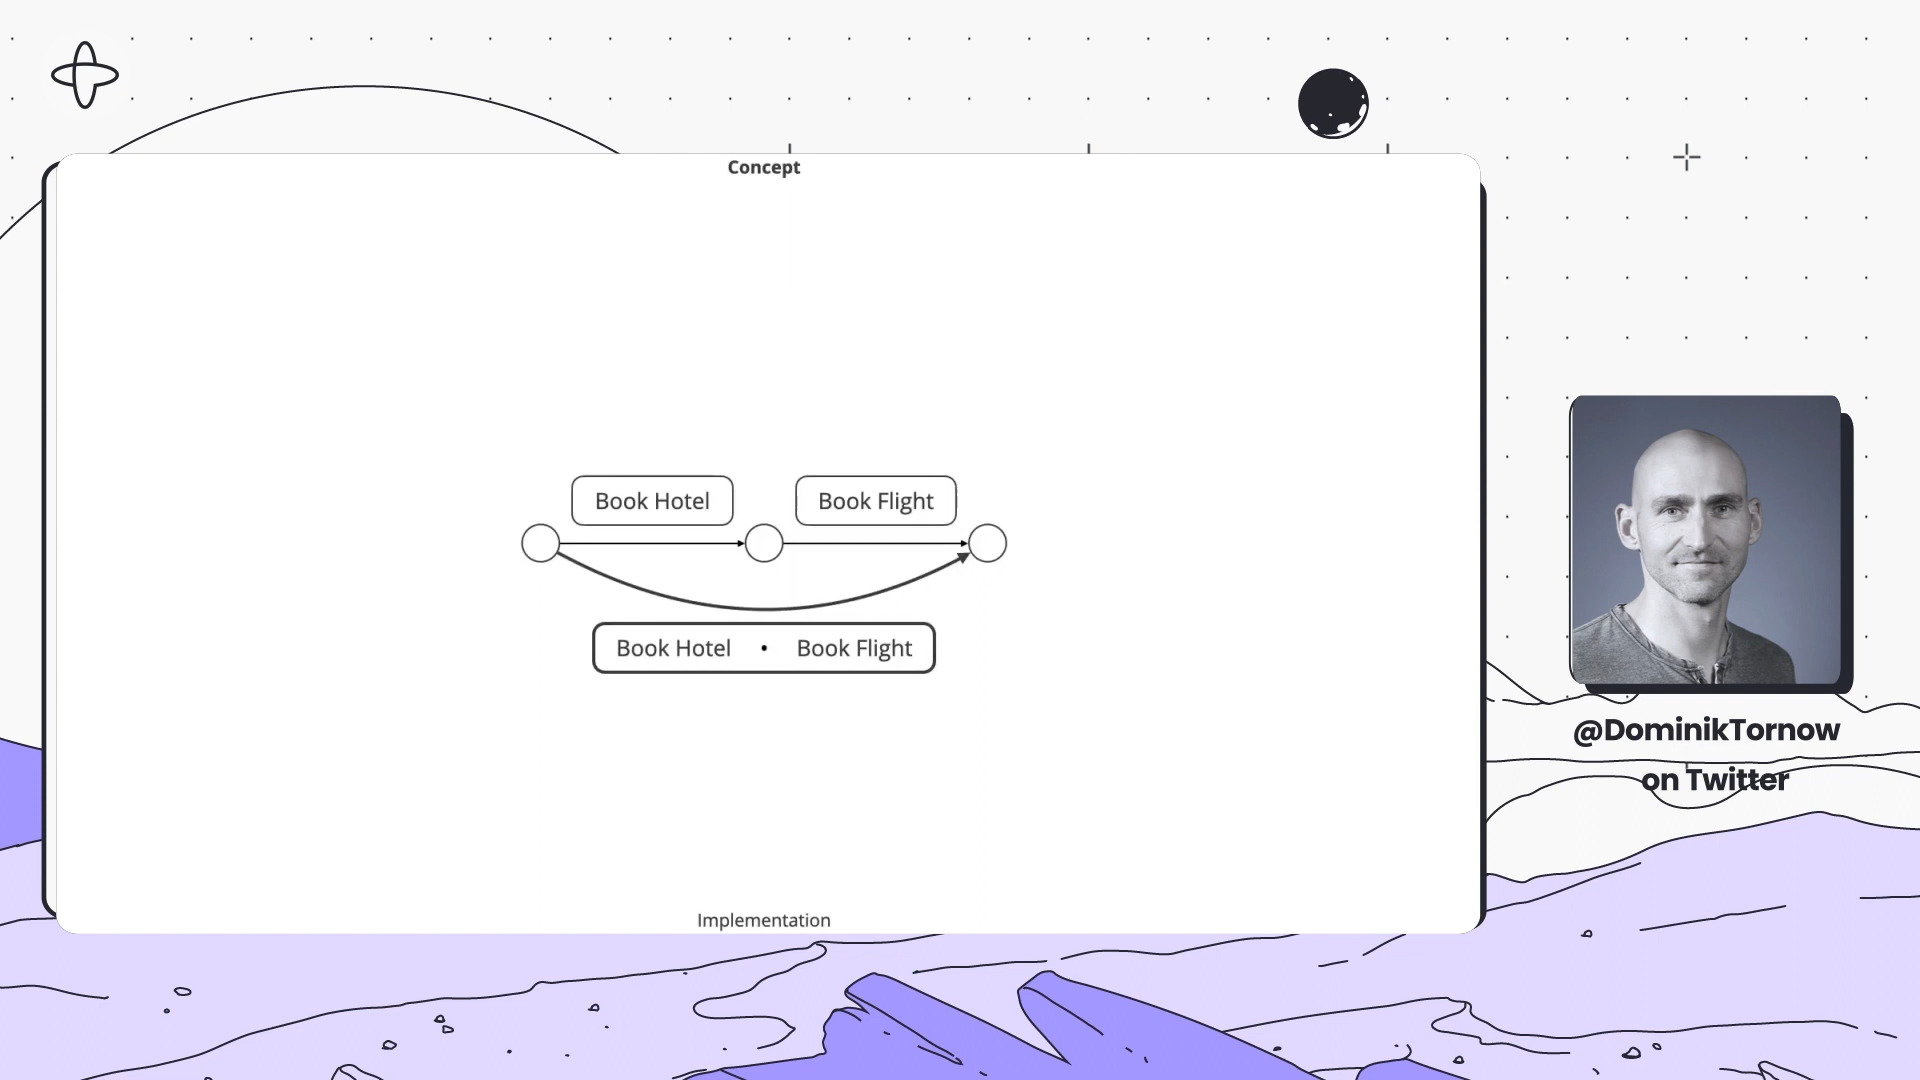 Concept
Book Hotel
Book Flight
Book Hotel • Book Flight
Implementation
@DominikTornow
on Twitter